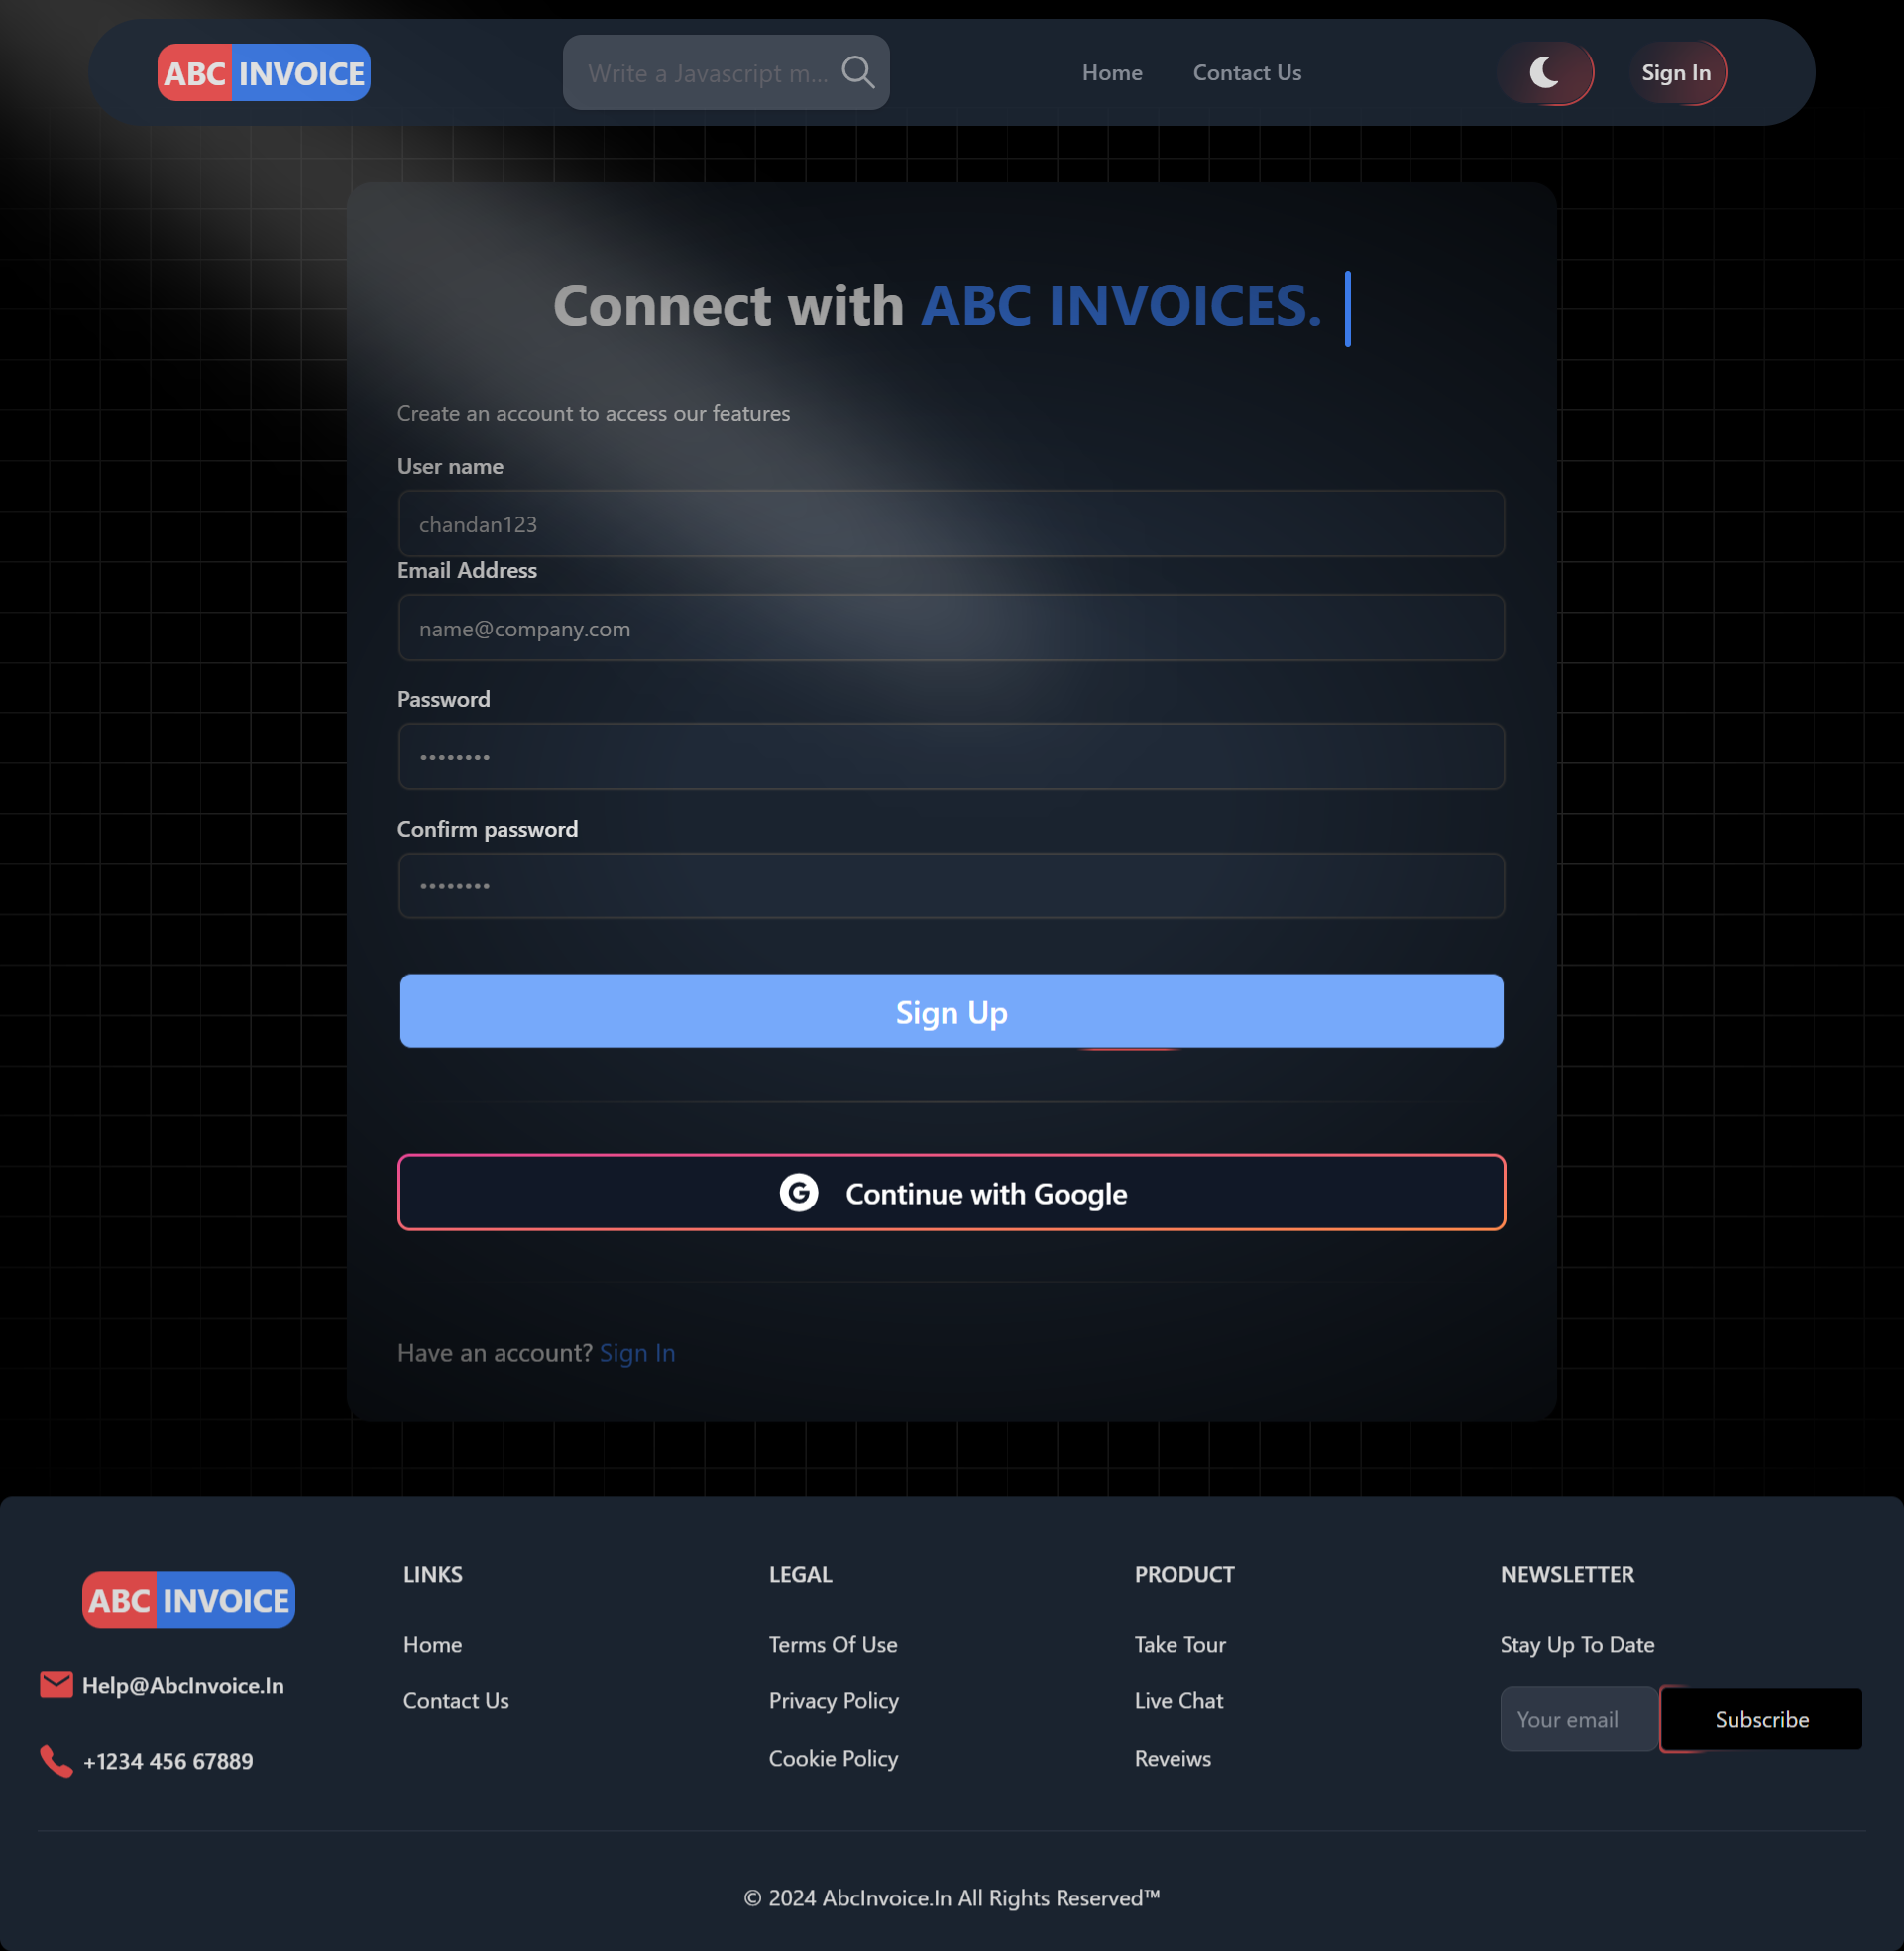 ABC INVOICE
Write a Javascript m...
Home
Contact Us
Sign In
Connect with ABC INVOICES.
Create an account to access our features
User name
chandan123
Email Address
name@company.com
Password
••••••••
Confirm password
••••••••
Sign Up
G Continue with Google
Have an account? Sign In
ABC INVOICE
Help@AbcInvoice.In
+1234 456 67889
LINKS
Home
Contact Us
LEGAL
Terms Of Use
Privacy Policy
Cookie Policy
PRODUCT
Take Tour
Live Chat
Reveiws
NEWSLETTER
Stay Up To Date
Your email
Subscribe
© 2024 AbcInvoice.In All Rights Reserved™